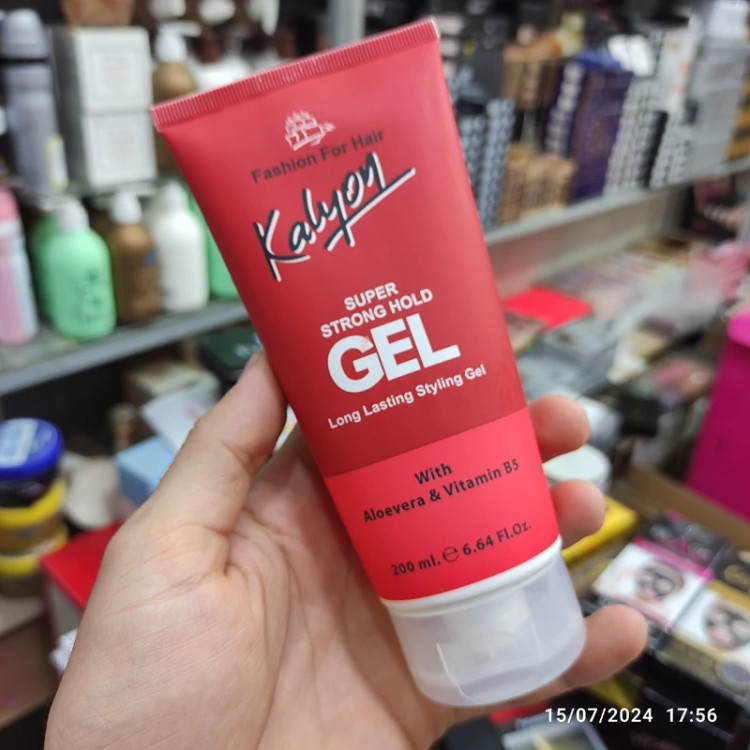 Fashion For Hair
Kalyon
SUPER
STRONG HOLD
GEL
Long Lasting Styling Gel
With
Aloevera & Vitamin B5
200 ml. ℮ 6.64 Fl.Oz.
15/07/2024 17:56